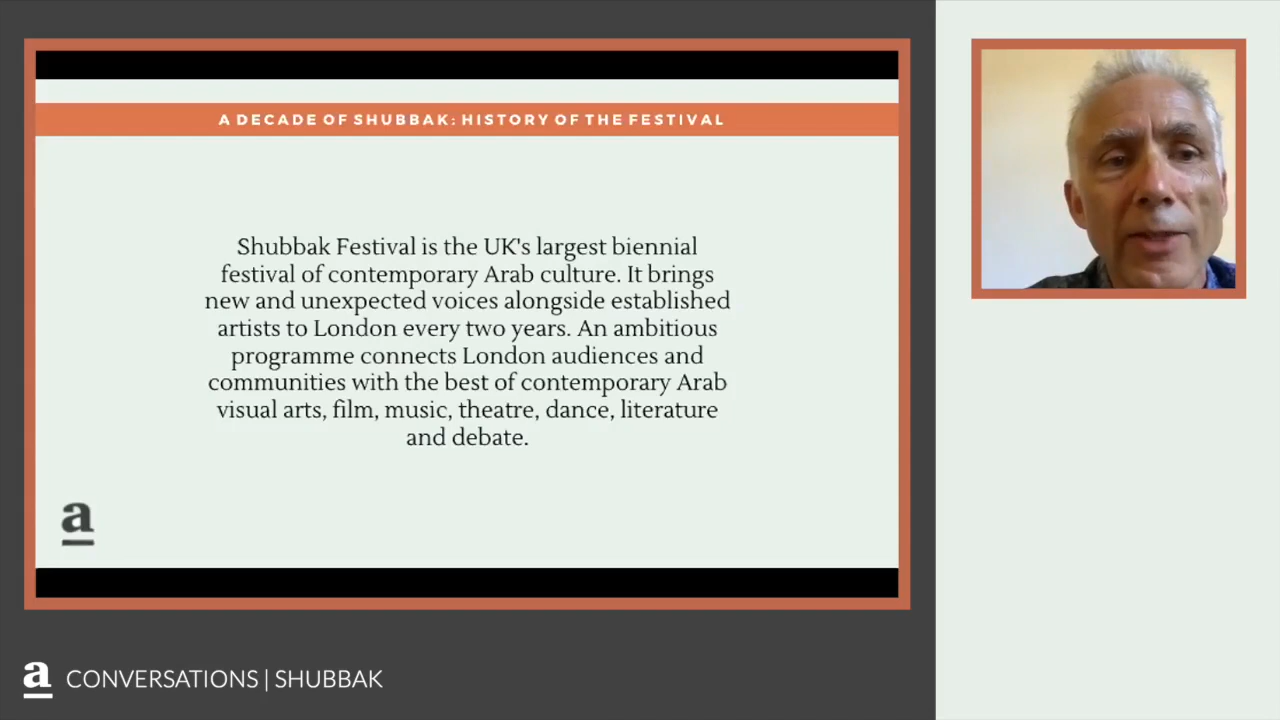 A DECADE OF SHUBBAK: HISTORY OF THE FESTIVAL
Shubbak Festival is the UK's largest biennial
festival of contemporary Arab culture. It brings
new and unexpected voices alongside established
artists to London every two years. An ambitious
programme connects London audiences and
communities with the best of contemporary Arab
visual arts, film, music, theatre, dance, literature
and debate.
a
a CONVERSATIONS | SHUBBAK